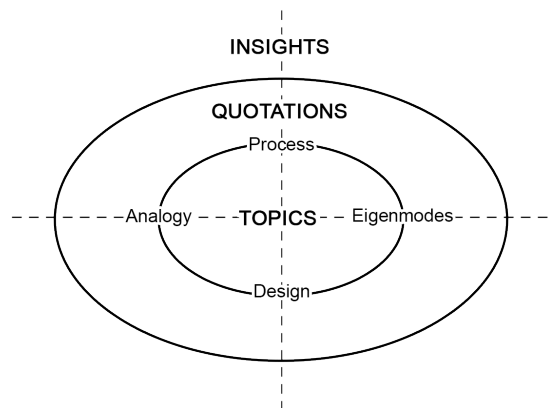 INSIGHTS
QUOTATIONS
Process
Analogy
TOPICS
Eigenmodes
Design